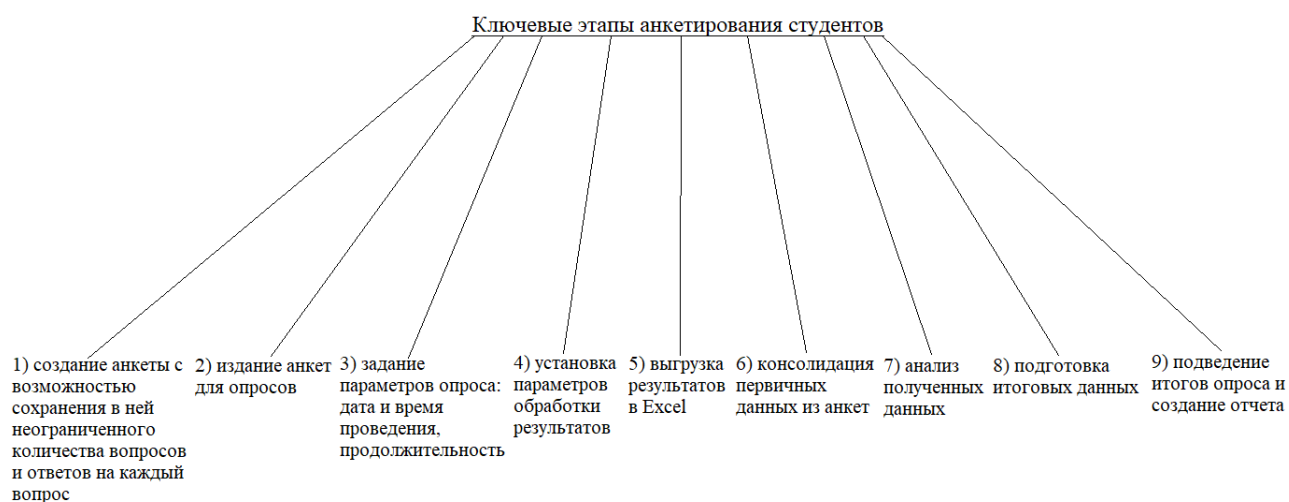 Ключевые этапы анкетирования студентов
1) создание анкеты с
возможностью
сохранения в ней
неограниченного
количества вопросов
и ответов на каждый
вопрос
2) издание анкет
для опросов
3) задание
параметров опроса:
дата и время
проведения,
продолжительность
4) установка
параметров
обработки
результатов
5) выгрузка
результатов
в Excel
6) консолидация
первичных
данных из анкет
7) анализ
полученных
данных
8) подготовка
итоговых данных
9) подведение
итогов опроса и
создание отчета